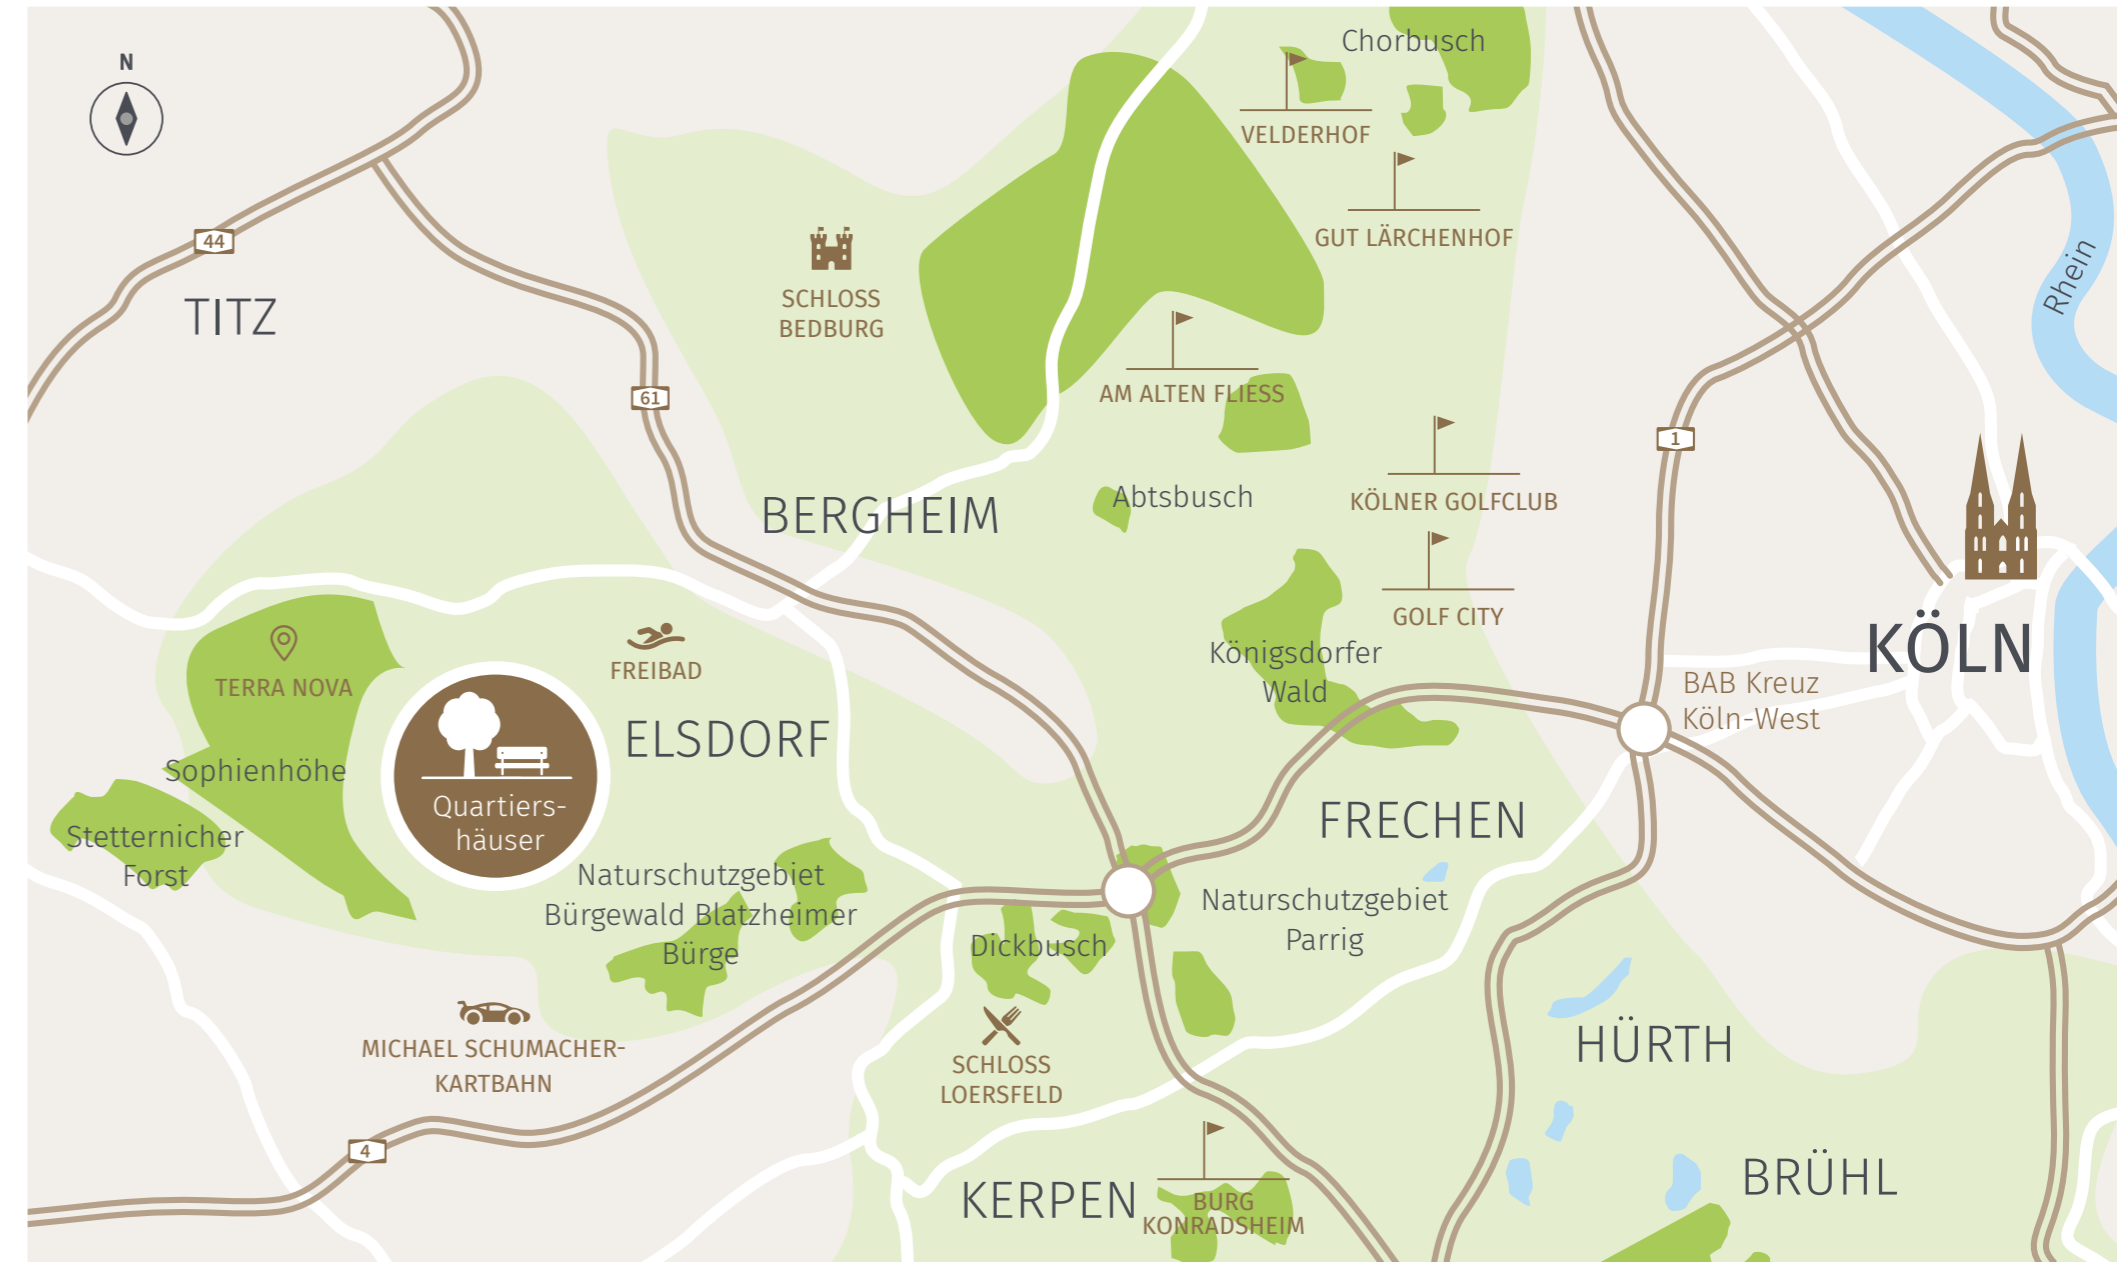 N
Chorbusch
VELDERHOF
GUT LÄRCHENHOF
44
TITZ
SCHLOSS
BEDBURG
Rhein
61
AM ALTEN FLIESS
1
BERGHEIM
Abtsbusch
KÖLNER GOLFCLUB
GOLF CITY
KÖLN
TERRA NOVA
FREIBAD
Königsdorfer
Wald
BAB Kreuz
Köln-West
ELSDORF
Sophienhöhe
Quartiers-
häuser
Stetternicher
Forst
FRECHEN
Naturschutzgebiet
Bürgewald Blatzheimer
Bürge
Naturschutzgebiet
Parrig
Dickbusch
MICHAEL SCHUMACHER-
KARTBAHN
SCHLOSS
LOERSFELD
HÜRTH
4
KERPEN
BURG
KONRADSHEIM
BRÜHL